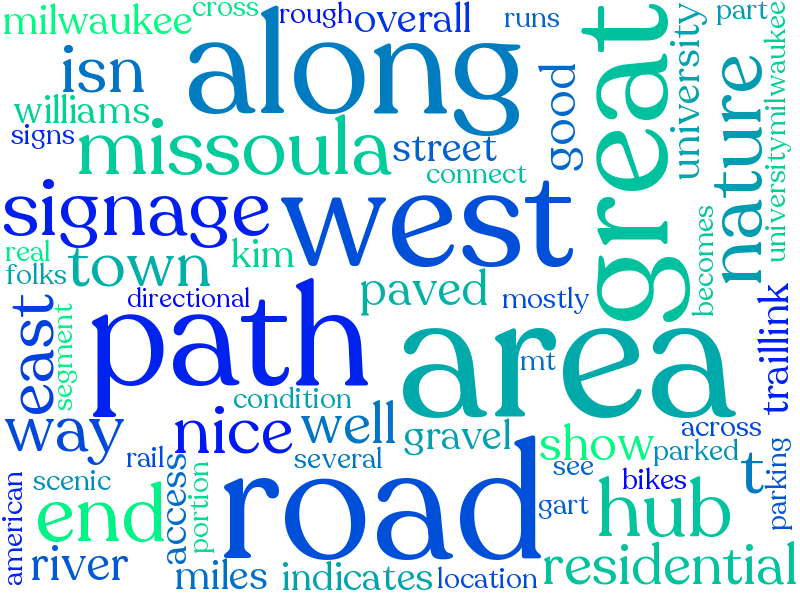 milwaukee
cross
rough
overall
runs
part
along
great
university
universitymilwaukee
isn
good
nature
williams
signs
missoula
street
connect
signage
west
real
folks
town
kim
becomes
directional
paved
mostly
east
segment
path
area
mt
traillink
condition
way
nice
well
gravel
show
across
parked
rail
several
see
scenic
access
portion
road
t
parking
american
end
gart
bikes
hub
river
miles
indicates
location
residential